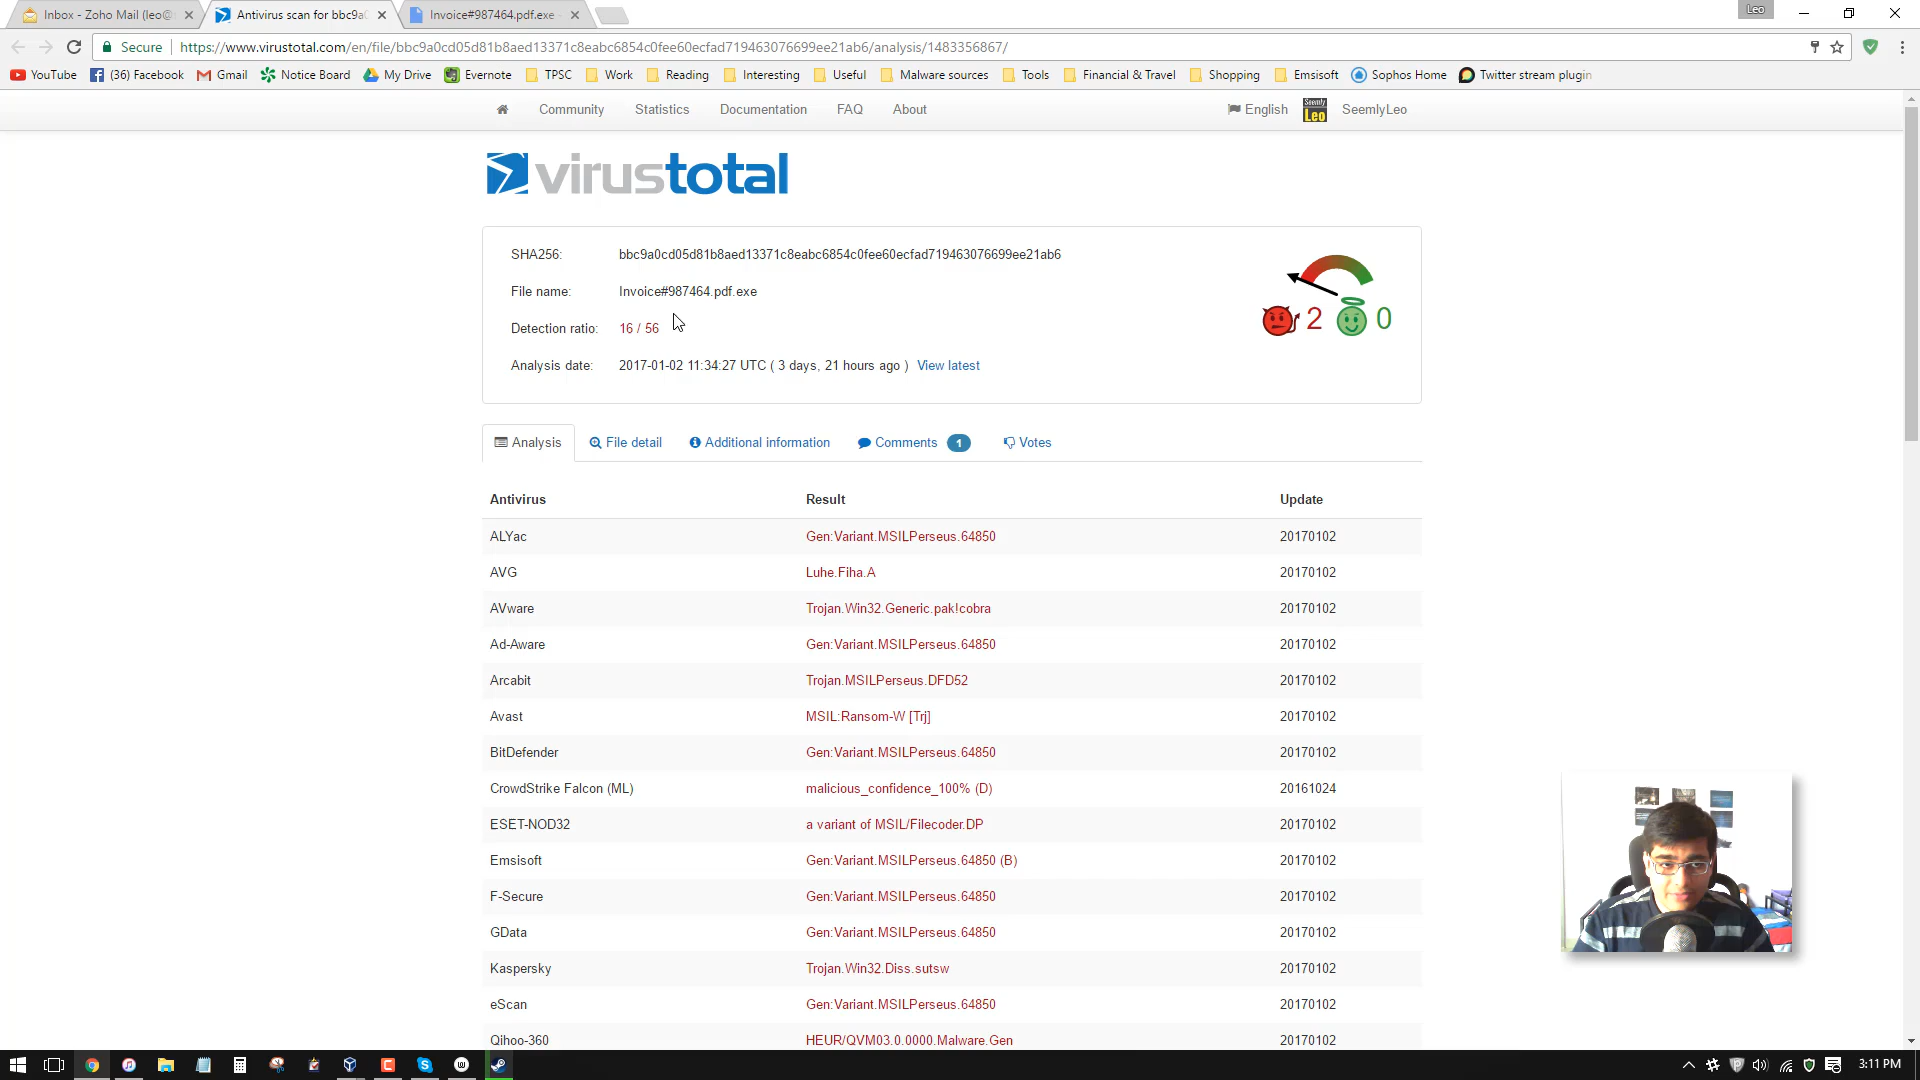 Inbox - Zoho Mail (leo@
Antivirus scan for bbc9a0
Invoice#987464.pdf.exe
Leo
Secure
https://www.virustotal.com/en/file/bbc9a0cd05d81b8aed13371c8eabc6854c0fee60ecfad719463076699ee21ab6/analysis/1483356867/
YouTube
(36) Facebook
Gmail
Notice Board
My Drive
Evernote
TPSC
Work
Reading
Interesting
Useful
Malware sources
Tools
Financial & Travel
Shopping
Emsisoft
Sophos Home
Twitter stream plugin
Community
Statistics
Documentation
FAQ
About
English
Seemly
Leo
SeemlyLeo
virustotal
SHA256: bbc9a0cd05d81b8aed13371c8eabc6854c0fee60ecfad719463076699ee21ab6
File name: Invoice#987464.pdf.exe
Detection ratio: 16 / 56
2 0
Analysis date: 2017-01-02 11:34:27 UTC ( 3 days, 21 hours ago ) View latest
Analysis
File detail
Additional information
Comments 1
Votes
Antivirus Result Update
ALYac Gen:Variant.MSILPerseus.64850 20170102
AVG Luhe.Fiha.A 20170102
AVware Trojan.Win32.Generic.pak!cobra 20170102
Ad-Aware Gen:Variant.MSILPerseus.64850 20170102
Arcabit Trojan.MSILPerseus.DFD52 20170102
Avast MSIL:Ransom-W [Trj] 20170102
BitDefender Gen:Variant.MSILPerseus.64850 20170102
CrowdStrike Falcon (ML) malicious_confidence_100% (D) 20161024
ESET-NOD32 a variant of MSIL/Filecoder.DP 20170102
Emsisoft Gen:Variant.MSILPerseus.64850 (B) 20170102
F-Secure Gen:Variant.MSILPerseus.64850 20170102
GData Gen:Variant.MSILPerseus.64850 20170102
Kaspersky Trojan.Win32.Diss.sutsw 20170102
eScan Gen:Variant.MSILPerseus.64850 20170102
Qihoo-360 HEUR/QVM03.0.0000.Malware.Gen 20170102
3:11 PM